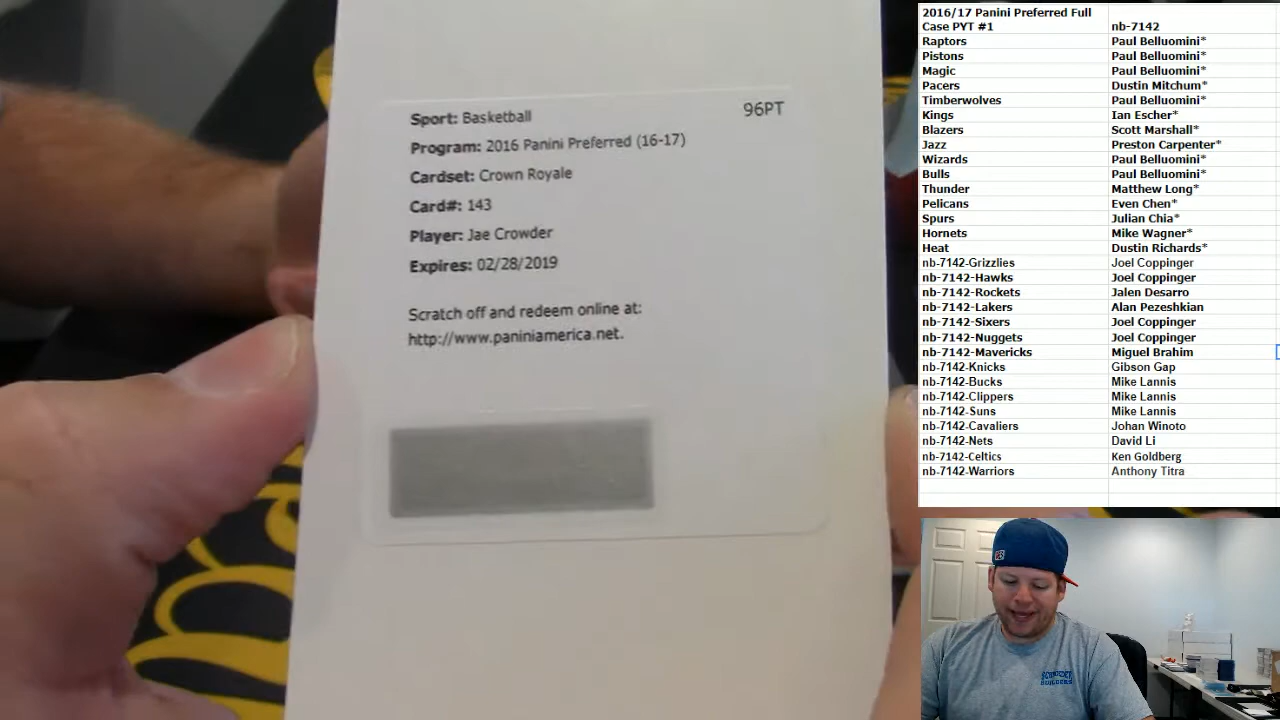 Sport: Basketball
96PT
Program: 2016 Panini Preferred (16-17)
Cardset: Crown Royale
Card#: 143
Player: Jae Crowder
Expires: 02/28/2019
Scratch off and redeem online at:
http://www.paniniamerica.net.
2016/17 Panini Preferred Full
Case PYT #1 nb-7142
Raptors Paul Belluomini*
Pistons Paul Belluomini*
Magic Paul Belluomini*
Pacers Dustin Mitchum*
Timberwolves Paul Belluomini*
Kings Ian Escher*
Blazers Scott Marshall*
Jazz Preston Carpenter*
Wizards Paul Belluomini*
Bulls Paul Belluomini*
Thunder Matthew Long*
Pelicans Even Chen*
Spurs Julian Chia*
Hornets Mike Wagner*
Heat Dustin Richards*
nb-7142-Grizzlies Joel Coppinger
nb-7142-Hawks Joel Coppinger
nb-7142-Rockets Jalen Desarro
nb-7142-Lakers Alan Pezeshkian
nb-7142-Sixers Joel Coppinger
nb-7142-Nuggets Joel Coppinger
nb-7142-Mavericks Miguel Brahim
nb-7142-Knicks Gibson Gap
nb-7142-Bucks Mike Lannis
nb-7142-Clippers Mike Lannis
nb-7142-Suns Mike Lannis
nb-7142-Cavaliers Johan Winoto
nb-7142-Nets David Li
nb-7142-Celtics Ken Goldberg
nb-7142-Warriors Anthony Titra